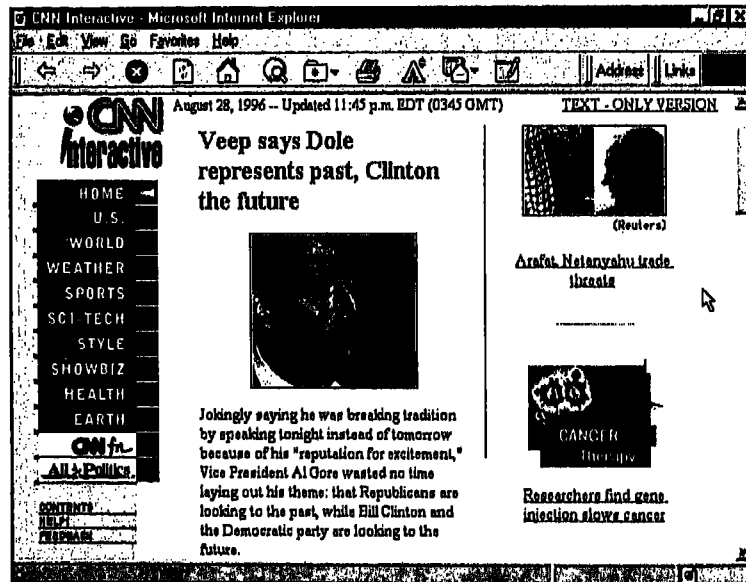 CNN Interactive - Microsoft Internet Explorer
File Edit View Go Favorites Help
Address Links
CNN
Interactive
August 28, 1996 -- Updated 11:45 p.m. EDT (0345 GMT)
TEXT - ONLY VERSION
HOME
U.S.
WORLD
WEATHER
SPORTS
SCI-TECH
STYLE
SHOWBIZ
HEALTH
EARTH
CNN fn
All Politics
CONTENTS
HELP!
FEEDBACK
Veep says Dole
represents past, Clinton
the future
Jokingly saying he was breaking tradition
by speaking tonight instead of tomorrow
because of his "reputation for excitement,"
Vice President Al Gore wasted no time
laying out his theme: that Republicans are
looking to the past, while Bill Clinton and
the Democratic party are looking to the
future.
(Reuters)
Arafat, Netanyahu trade
threats
CANCER
Therapy
Researchers find gene
injection slows cancer